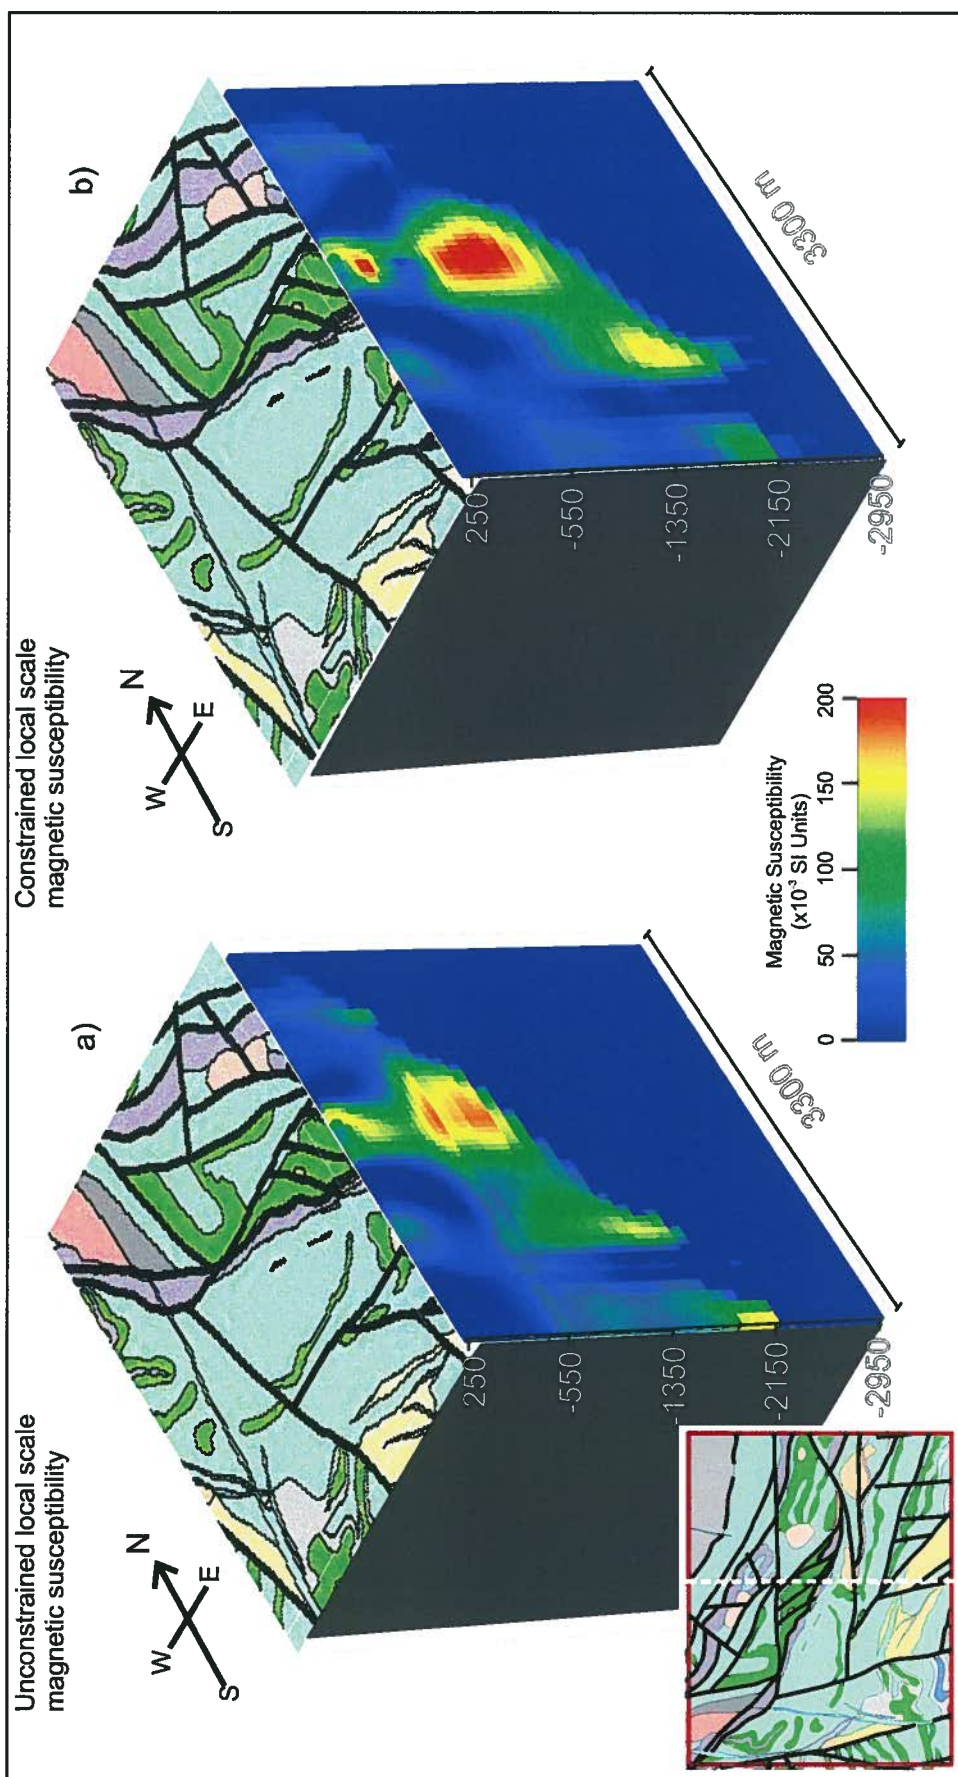 Unconstrained local scale
magnetic susceptibility
a)
N
W
E
S
250
-550
-1350
-2150
-2950
3300 m
Constrained local scale
magnetic susceptibility
b)
N
W
E
S
250
-550
-1350
-2150
-2950
3300 m
Magnetic Susceptibility
(x10⁻³ SI Units)
0 50 100 150 200